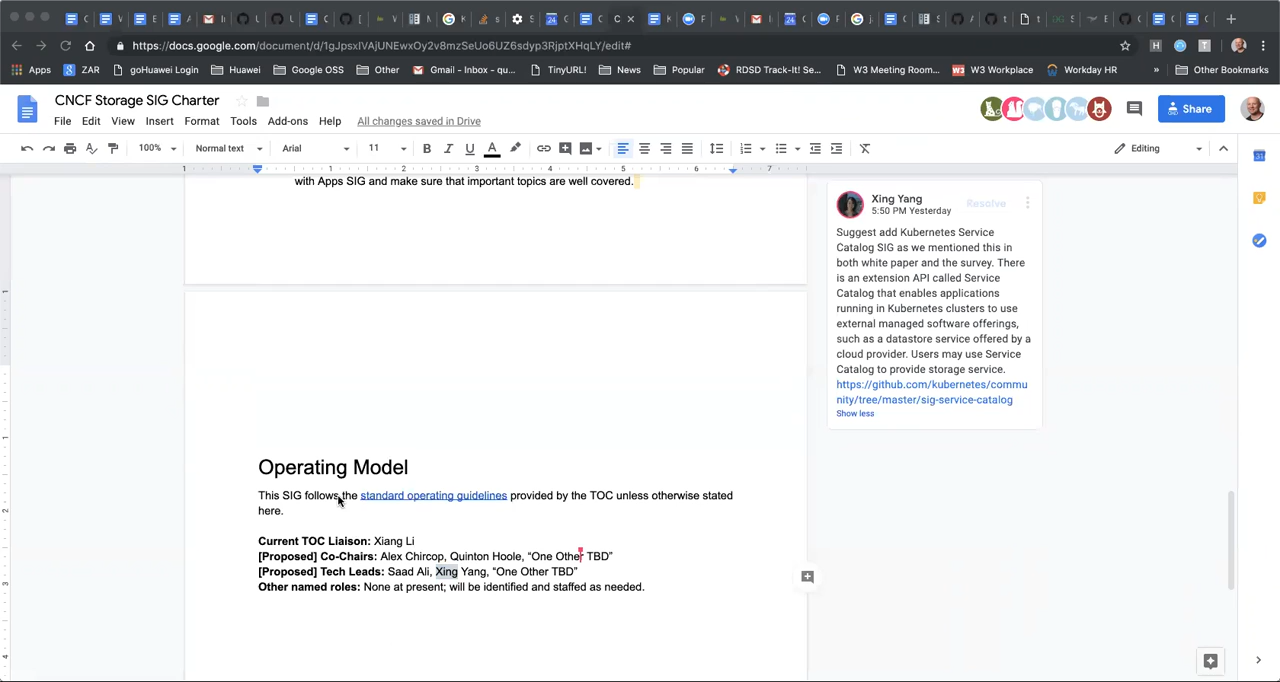 https://docs.google.com/document/d/1gJpsxIVAjUNEwxOy2v8mzSeUo6UZ6sdyp3RjptXHqLY/edit#
Apps ZAR goHuawei Login Huawei Google OSS Other Gmail - Inbox - qu... TinyURL! News Popular RDSD Track-It! Se... W3 Meeting Room... W3 Workplace Workday HR » Other Bookmarks
CNCF Storage SIG Charter
File Edit View Insert Format Tools Add-ons Help All changes saved in Drive
Share
100% Normal text Arial 11 B I U A Editing
1 1 2 3 4 5 6 7
with Apps SIG and make sure that important topics are well covered.
Operating Model
This SIG follows the standard operating guidelines provided by the TOC unless otherwise stated
here.
Current TOC Liaison: Xiang Li
[Proposed] Co-Chairs: Alex Chircop, Quinton Hoole, “One Other TBD”
[Proposed] Tech Leads: Saad Ali, Xing Yang, “One Other TBD”
Other named roles: None at present; will be identified and staffed as needed.
Xing Yang
5:50 PM Yesterday
Resolve
Suggest add Kubernetes Service
Catalog SIG as we mentioned this in
both white paper and the survey. There
is an extension API called Service
Catalog that enables applications
running in Kubernetes clusters to use
external managed software offerings,
such as a datastore service offered by a
cloud provider. Users may use Service
Catalog to provide storage service.
https://github.com/kubernetes/commu
nity/tree/master/sig-service-catalog
Show less